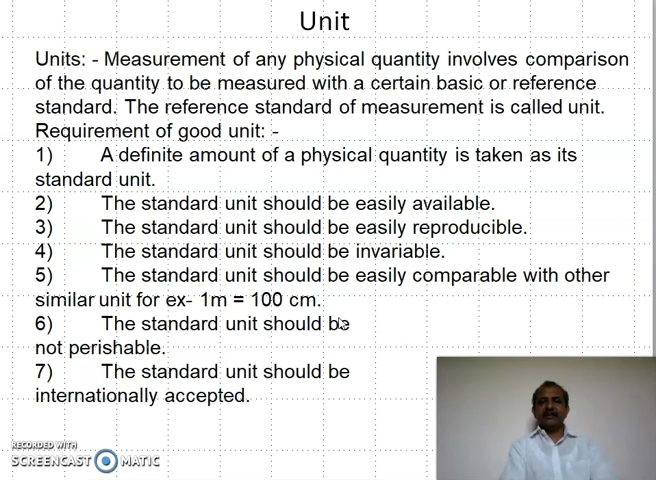 Unit
Units: - Measurement of any physical quantity involves comparison
of the quantity to be measured with a certain basic or reference
standard. The reference standard of measurement is called unit.
Requirement of good unit: -
1) A definite amount of a physical quantity is taken as its
standard unit.
2) The standard unit should be easily available.
3) The standard unit should be easily reproducible.
4) The standard unit should be invariable.
5) The standard unit should be easily comparable with other
similar unit for ex- 1m = 100 cm.
6) The standard unit should be
not perishable.
7) The standard unit should be
internationally accepted.
RECORDED WITH
SCREENCAST MATIC